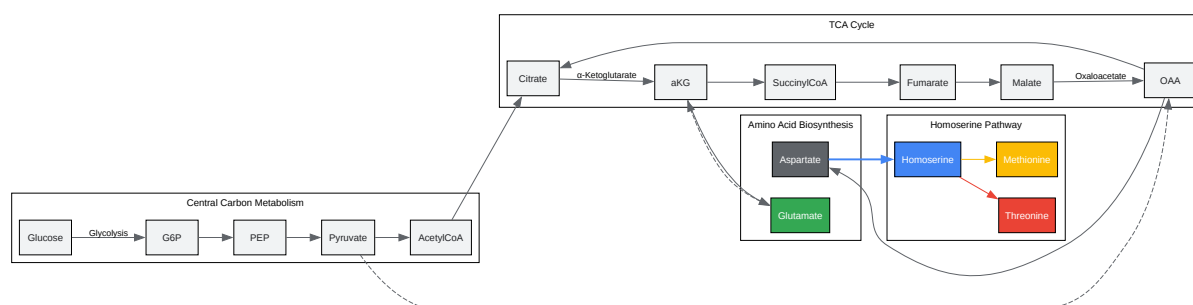 TCA Cycle
Citrate
α-Ketoglutarate
aKG
SuccinylCoA
Fumarate
Malate
Oxaloacetate
OAA
Amino Acid Biosynthesis
Aspartate
Glutamate
Homoserine Pathway
Homoserine
Methionine
Threonine
Central Carbon Metabolism
Glucose
Glycolysis
G6P
PEP
Pyruvate
AcetylCoA